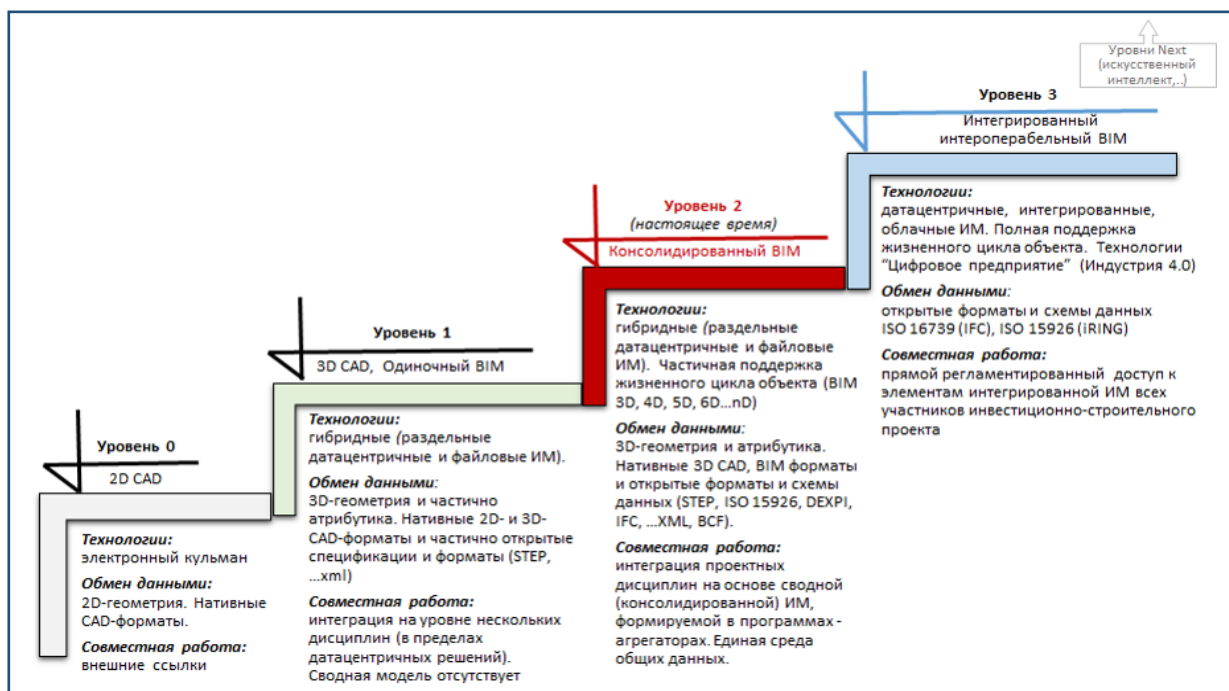 Уровень 0
2D CAD
Технологии:
электронный кульман
Обмен данными:
2D-геометрия. Нативные
CAD-форматы.
Совместная работа:
внешние ссылки
Уровень 1
3D CAD, Одиночный BIM
Технологии:
гибридные (раздельные
датацентричные и файловые ИМ).
Обмен данными:
3D-геометрия и частично
атрибутика. Нативные 2D- и 3D-
CAD-форматы и частично открытые
спецификации и форматы (STEP,
...xml)
Совместная работа:
интеграция на уровне нескольких
дисциплин (в пределах
датацентричных решений).
Сводная модель отсутствует
Уровень 2
(настоящее время)
Консолидированный BIM
Технологии:
гибридные (раздельные
датацентричные и файловые
ИМ). Частичная поддержка
жизненного цикла объекта (BIM
3D, 4D, 5D, 6D...nD)
Обмен данными:
3D-геометрия и атрибутика.
Нативные 3D CAD, BIM форматы
и открытые форматы и схемы
данных (STEP, ISO 15926, DEXPI,
IFC, ...XML, BCF).
Совместная работа:
интеграция проектных
дисциплин на основе сводной
(консолидированной) ИМ,
формируемой в программах -
агрегаторах. Единая среда
общих данных.
Уровень 3
Интегрированный
интероперабельный BIM
Технологии:
датацентричные, интегрированные,
облачные ИМ. Полная поддержка
жизненного цикла объекта. Технологии
“Цифровое предприятие” (Индустрия 4.0)
Обмен данными:
открытые форматы и схемы данных
ISO 16739 (IFC), ISO 15926 (iRING)
Совместная работа:
прямой регламентированный доступ к
элементам интегрированной ИМ всех
участников инвестиционно-строительного
проекта
Уровни Next
(искусственный
интеллект,..)